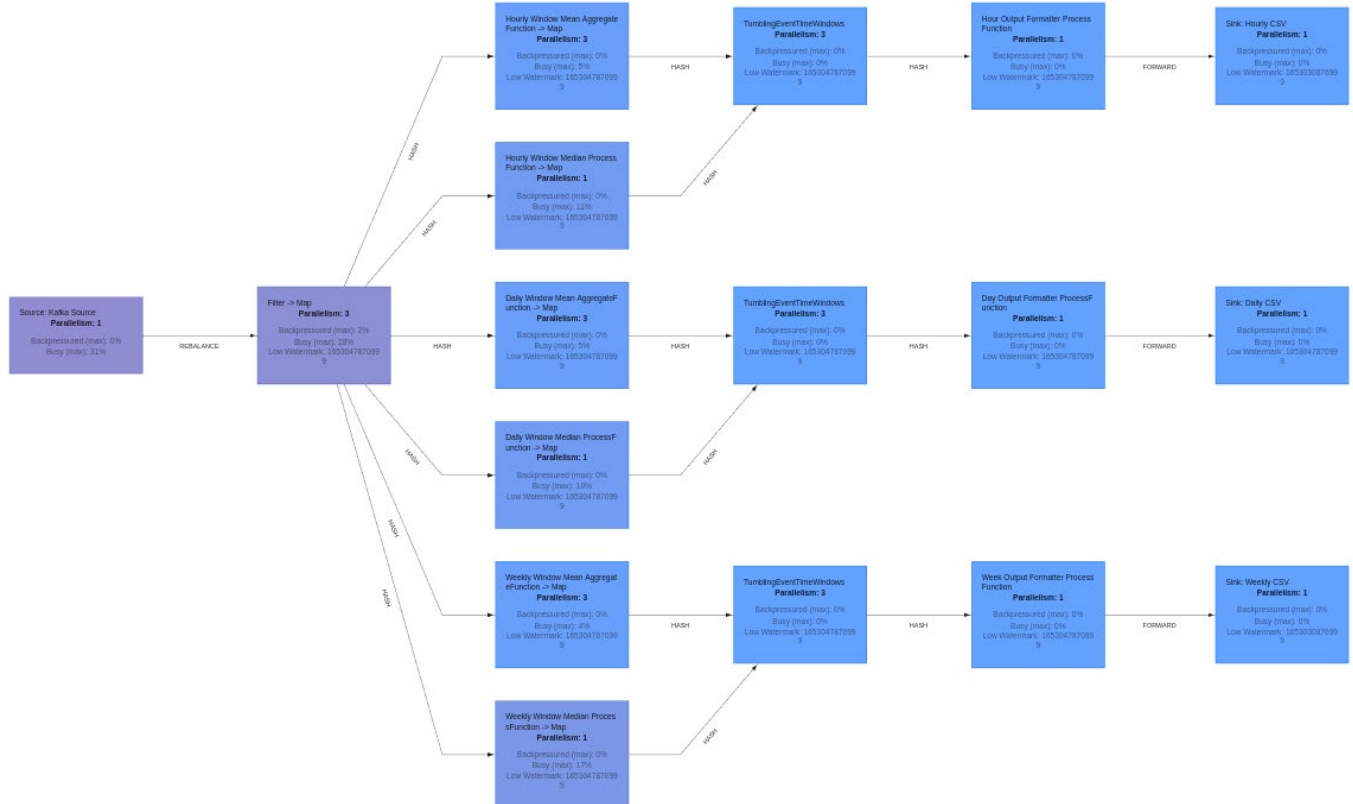 Hourly Window Mean Aggregate
Function -> Map
Parallelism: 3
Backpressured (max): 0%
Busy (max): 5%
Low Watermark: 165304787099
9
HASH
TumblingEventTimeWindows
Parallelism: 3
Backpressured (max): 0%
Busy (max): 0%
Low Watermark: 165304787099
9
HASH
Hour Output Formatter Process
Function
Parallelism: 1
Backpressured (max): 0%
Busy (max): 0%
Low Watermark: 165304787099
9
FORWARD
Sink: Hourly CSV
Parallelism: 1
Backpressured (max): 0%
Busy (max): 0%
Low Watermark:
9
HASH
HASH
Hourly Window Median Process
Function -> Map
Parallelism: 1
Backpressured (max): 0%
Busy (max): 11%
Low Watermark: 165304787099
9
HASH
Source: Kafka Source
Parallelism: 1
Backpressured (max): 0%
Busy (max): 31%
REBALANCE
Filter -> Map
Parallelism: 3
Backpressured (max): 2%
Busy (max): 28%
Low Watermark: 165304787099
9
HASH
Daily Window Mean AggregateF
unction -> Map
Parallelism: 3
Backpressured (max): 0%
Busy (max): 5%
Low Watermark: 165304787099
9
HASH
TumblingEventTimeWindows
Parallelism: 3
Backpressured (max): 0%
Busy (max): 0%
Low Watermark: 165304787099
9
HASH
Day Output Formatter ProcessF
unction
Parallelism: 1
Backpressured (max): 0%
Busy (max): 0%
Low Watermark: 165304787099
9
FORWARD
Sink: Daily CSV
Parallelism: 1
Backpressured (max): 0%
Busy (max): 0%
Low Watermark: 165304787099
9
HASH
Daily Window Median ProcessF
unction -> Map
Parallelism: 1
Backpressured (max): 0%
Busy (max): 10%
Low Watermark: 165304787099
9
HASH
HASH
Weekly Window Mean Aggregat
eFunction -> Map
Parallelism: 3
Backpressured (max): 0%
Busy (max): 4%
Low Watermark: 165304787099
9
HASH
TumblingEventTimeWindows
Parallelism: 3
Backpressured (max): 0%
Busy (max): 0%
Low Watermark: 165304787099
9
HASH
Week Output Formatter Process
Function
Parallelism: 1
Backpressured (max): 0%
Busy (max): 0%
Low Watermark: 165304787099
9
FORWARD
Sink: Weekly CSV
Parallelism: 1
Backpressured (max): 0%
Busy (max): 0%
Low Watermark:
9
HASH
Weekly Window Median Proces
sFunction -> Map
Parallelism: 1
Backpressured (max): 0%
Busy (max): 17%
Low Watermark: 165304787099
9
HASH